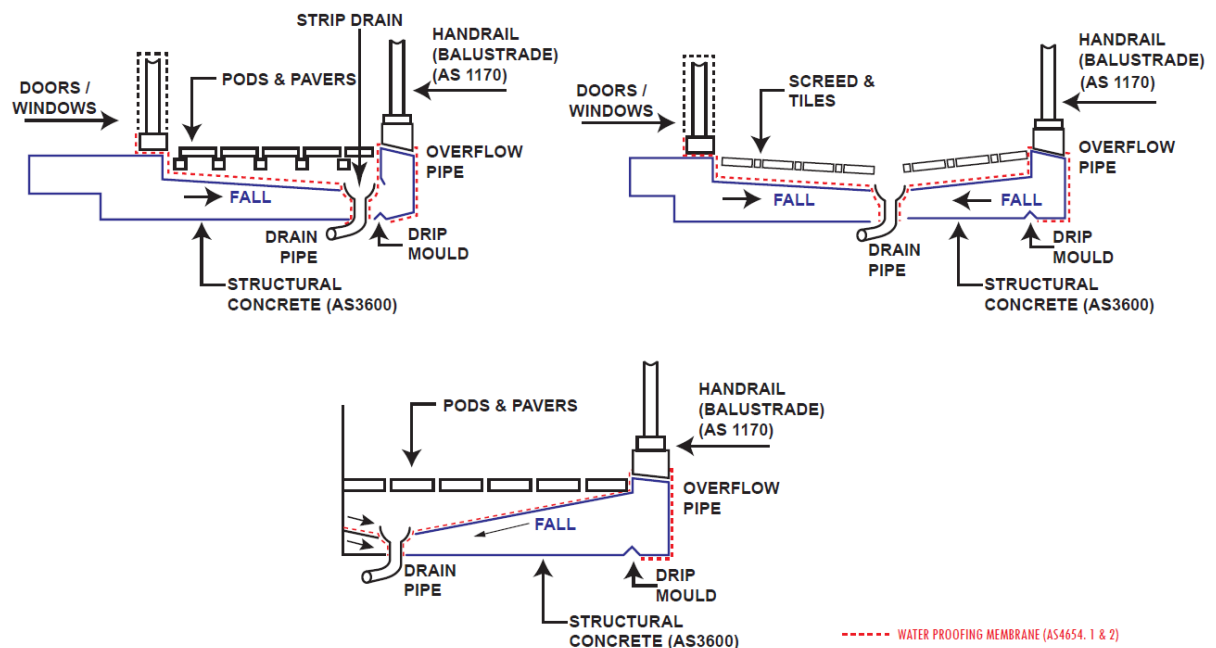 STRIP DRAIN
HANDRAIL
(BALUSTRADE)
(AS 1170)
PODS & PAVERS
DOORS /
WINDOWS
OVERFLOW
PIPE
FALL
DRAIN
PIPE
DRIP
MOULD
STRUCTURAL
CONCRETE (AS3600)
HANDRAIL
(BALUSTRADE)
(AS 1170)
SCREED &
TILES
DOORS /
WINDOWS
OVERFLOW
PIPE
FALL
FALL
DRAIN
PIPE
DRIP
MOULD
STRUCTURAL
CONCRETE (AS3600)
PODS & PAVERS
HANDRAIL
(BALUSTRADE)
(AS 1170)
OVERFLOW
PIPE
FALL
DRAIN
PIPE
DRIP
MOULD
STRUCTURAL
CONCRETE (AS3600)
WATER PROOFING MEMBRANE (AS4654. 1 & 2)